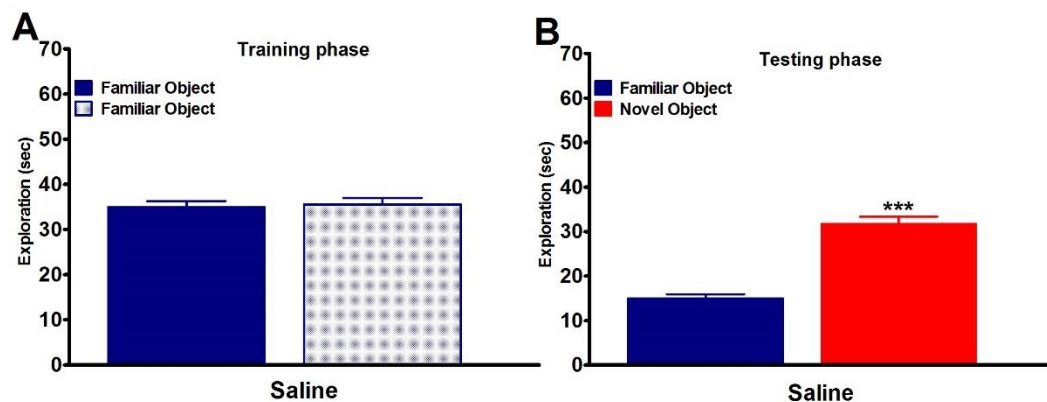 A
Training phase
70
60
50
40
30
20
10
0
Exploration (sec)
Familiar Object
Familiar Object
Saline
B
Testing phase
70
60
50
40
30
20
10
0
Exploration (sec)
Familiar Object
Novel Object
***
Saline